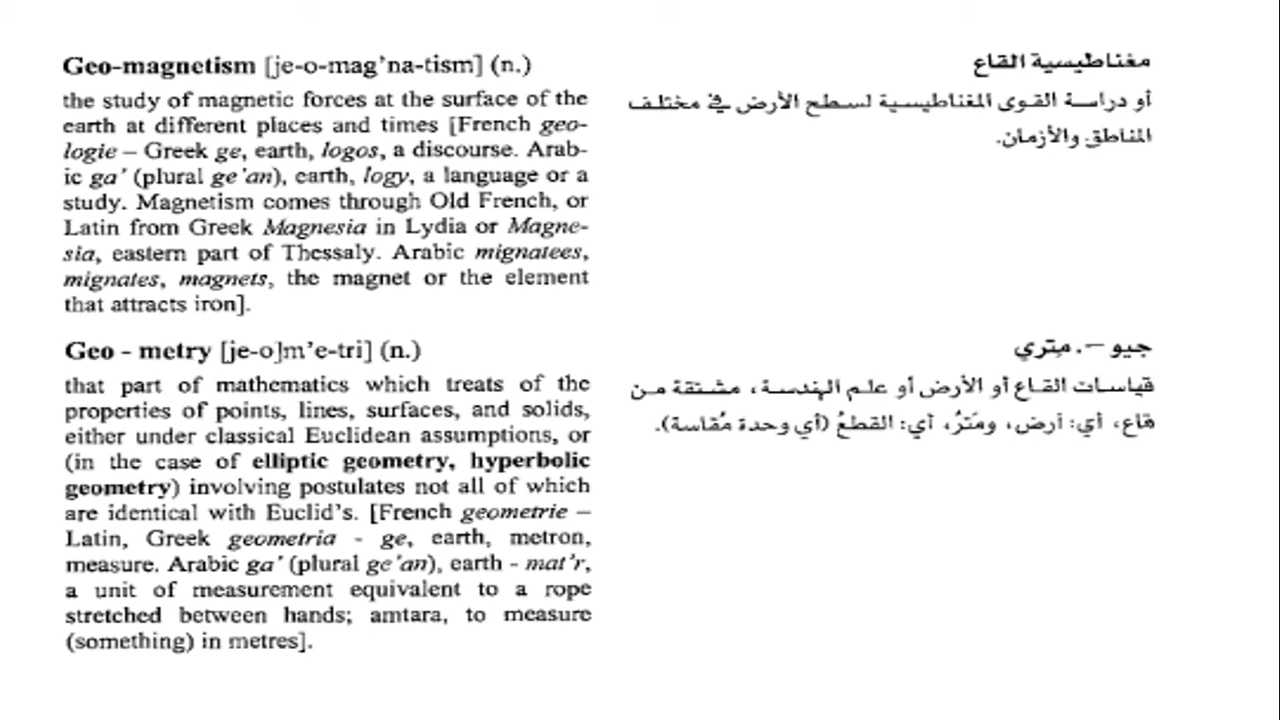 Geo-magnetism [je-o-mag'na-tism] (n.)
the study of magnetic forces at the surface of the
earth at different places and times [French geo-
logie – Greek ge, earth, logos, a discourse. Arab-
ic ga' (plural ge'an), earth, logy, a language or a
study. Magnetism comes through Old French, or
Latin from Greek Magnesia in Lydia or Magne-
sia, eastern part of Thessaly. Arabic mignatees,
mignates, magnets, the magnet or the element
that attracts iron].
مغناطيسية القاع
أو دراسة القوى المغناطيسية لسطح الأرض في مختلف
المناطق والأزمان.
Geo - metry [je-o]m'e-tri] (n.)
that part of mathematics which treats of the
properties of points, lines, surfaces, and solids,
either under classical Euclidean assumptions, or
(in the case of elliptic geometry, hyperbolic
geometry) involving postulates not all of which
are identical with Euclid's. [French geometrie –
Latin, Greek geometria - ge, earth, metron,
measure. Arabic ga' (plural ge'an), earth - mat'r,
a unit of measurement equivalent to a rope
stretched between hands; amtara, to measure
(something) in metres].
جيو –. مِتري
قياسات القاع أو الأرض أو علم الهندسة، مشتقة من
قاع، أي: أرض، ومَترُ، أي: القطعُ (أي وحدة مُقاسة).